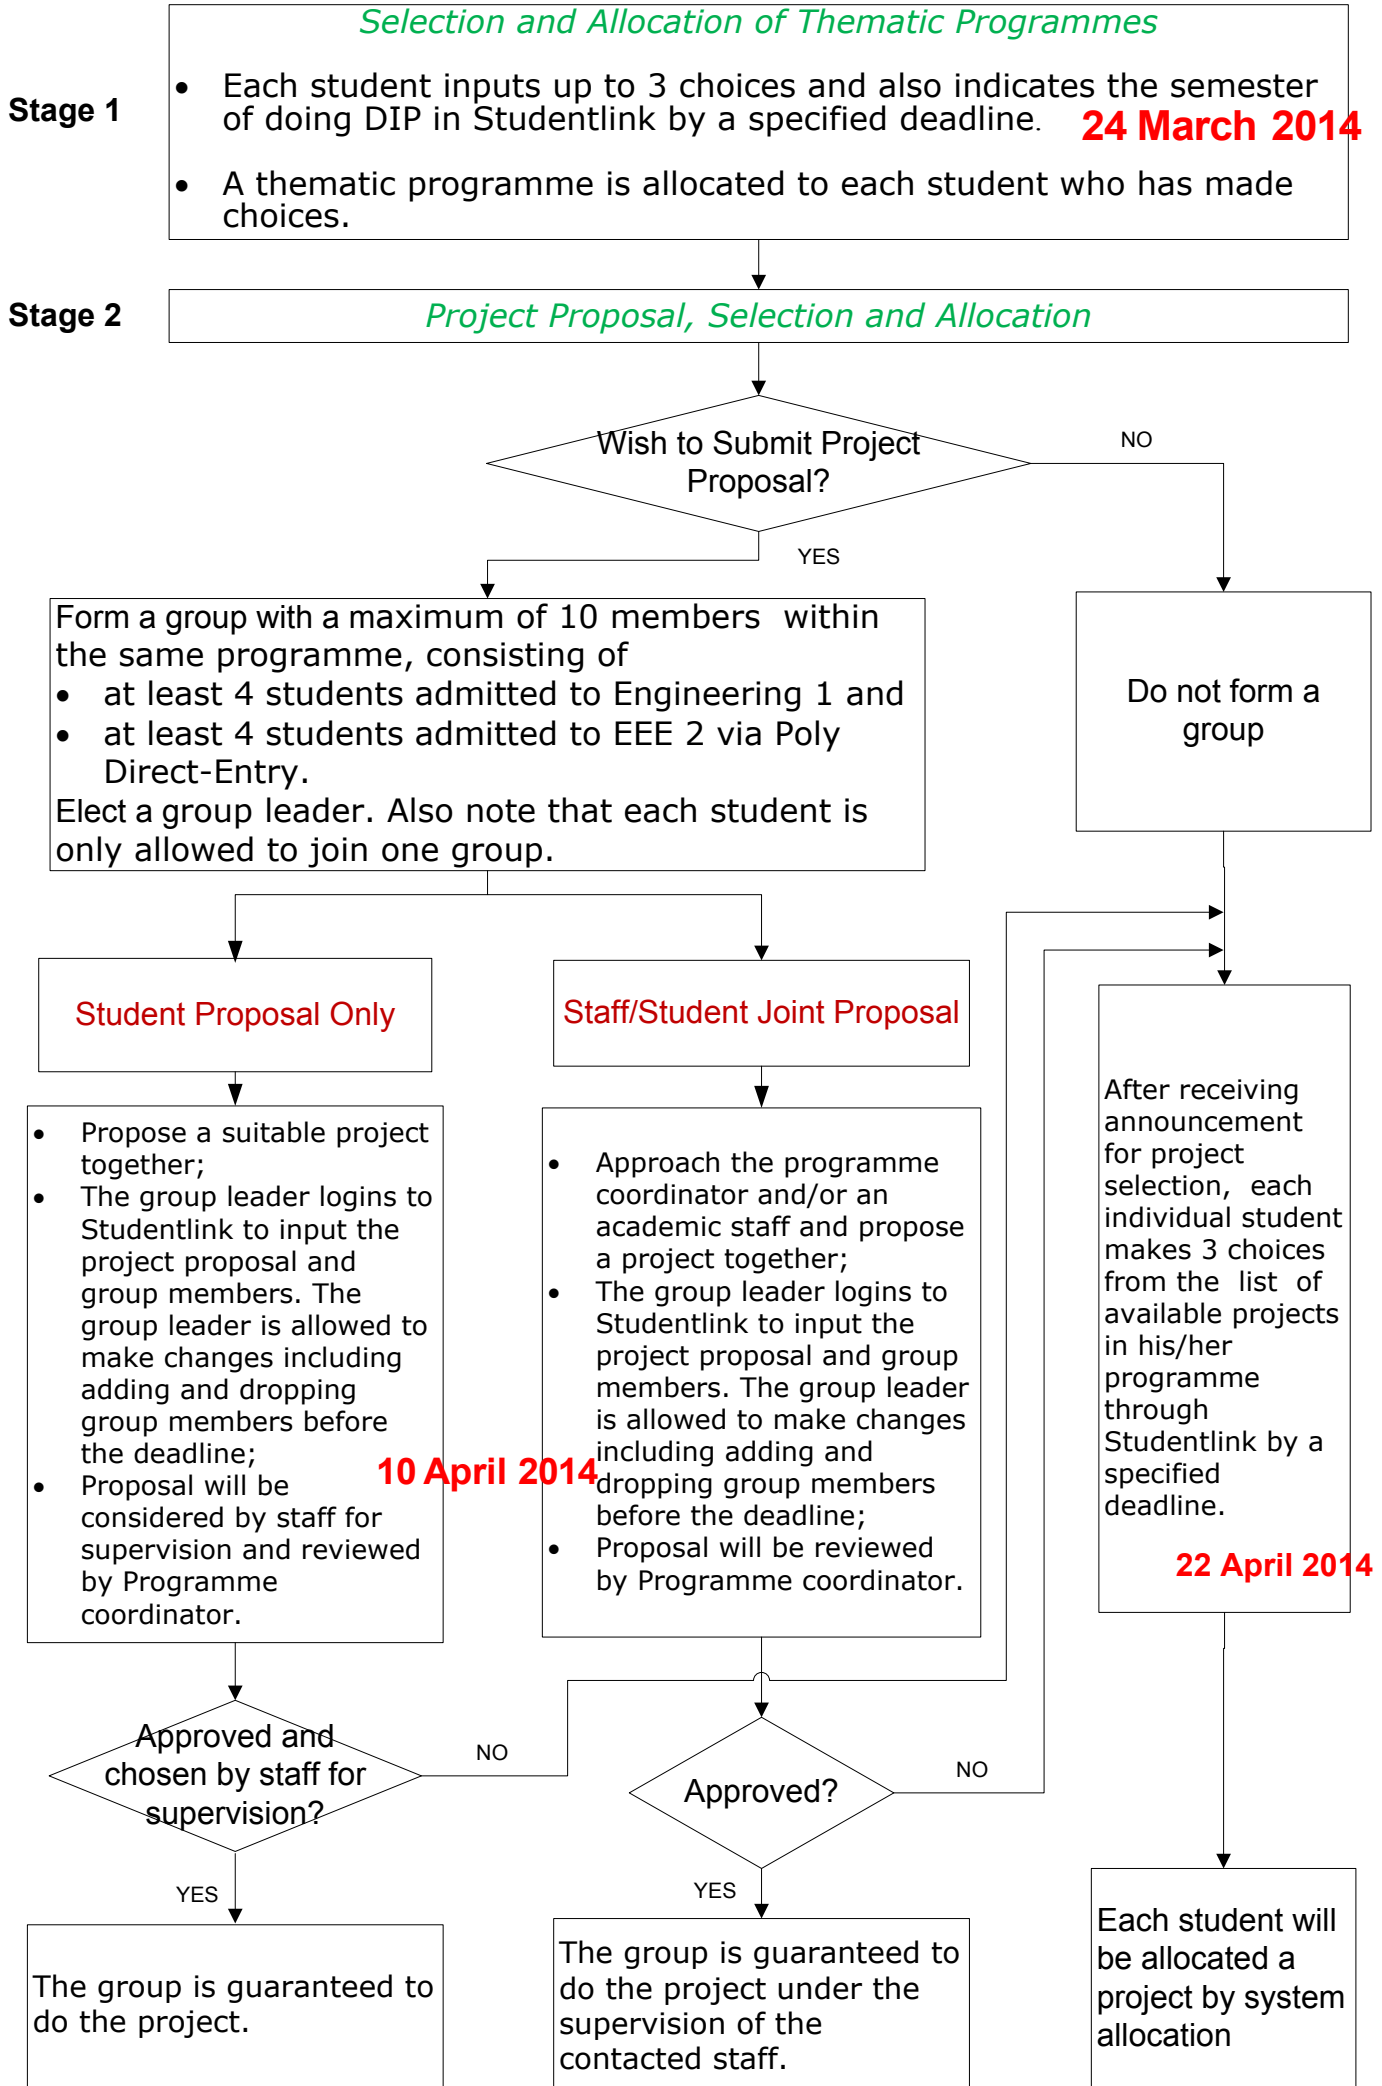 Selection and Allocation of Thematic Programmes
Stage 1
• Each student inputs up to 3 choices and also indicates the semester
of doing DIP in Studentlink by a specified deadline.
24 March 2014
• A thematic programme is allocated to each student who has made
choices.
Stage 2
Project Proposal, Selection and Allocation
Wish to Submit Project
Proposal?
NO
YES
Form a group with a maximum of 10 members within
the same programme, consisting of
• at least 4 students admitted to Engineering 1 and
• at least 4 students admitted to EEE 2 via Poly
Direct-Entry.
Elect a group leader. Also note that each student is
only allowed to join one group.
Do not form a
group
Student Proposal Only
Staff/Student Joint Proposal
• Propose a suitable project
together;
• The group leader logins to
Studentlink to input the
project proposal and
group members. The
group leader is allowed to
make changes including
adding and dropping
group members before
the deadline;
• Proposal will be
considered by staff for
supervision and reviewed
by Programme
coordinator.
10 April 2014
• Approach the programme
coordinator and/or an
academic staff and propose
a project together;
• The group leader logins to
Studentlink to input the
project proposal and group
members. The group leader
is allowed to make changes
including adding and
dropping group members
before the deadline;
• Proposal will be reviewed
by Programme coordinator.
After receiving
announcement
for project
selection, each
individual student
makes 3 choices
from the list of
available projects
in his/her
programme
through
Studentlink by a
specified
deadline.
22 April 2014
Approved and
chosen by staff for
supervision?
NO
Approved?
NO
YES
YES
The group is guaranteed to
do the project.
The group is guaranteed to
do the project under the
supervision of the
contacted staff.
Each student will
be allocated a
project by system
allocation